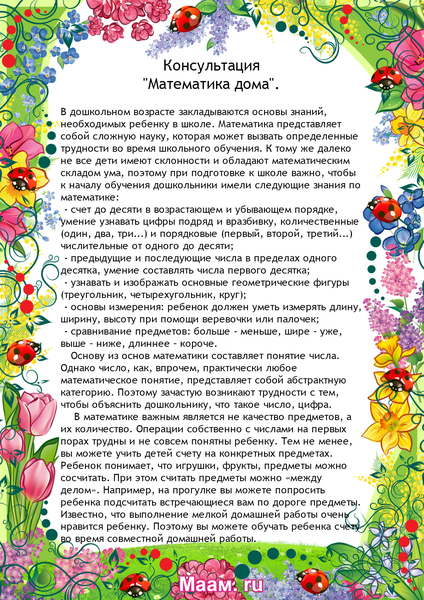 Консультация
"Математика дома".
В дошкольном возрасте закладываются основы знаний,
необходимых ребенку в школе. Математика представляет
собой сложную науку, которая может вызвать определенные
трудности во время школьного обучения. К тому же далеко
не все дети имеют склонности и обладают математическим
складом ума, поэтому при подготовке к школе важно, чтобы
к началу обучения дошкольники имели следующие знания по
математике:
- счет до десяти в возрастающем и убывающем порядке,
умение узнавать цифры подряд и вразбивку, количественные
(один, два, три...) и порядковые (первый, второй, третий...)
числительные от одного до десяти;
- предыдущие и последующие числа в пределах одного
десятка, умение составлять числа первого десятка;
- узнавать и изображать основные геометрические фигуры
(треугольник, четырехугольник, круг);
- основы измерения: ребенок должен уметь измерять длину,
ширину, высоту при помощи веревочки или палочек;
- сравнивание предметов: больше - меньше, шире - уже,
выше – ниже, длиннее – короче.
Основу из основ математики составляет понятие числа.
Однако число, как, впрочем, практически любое
математическое понятие, представляет собой абстрактную
категорию. Поэтому зачастую возникают трудности с тем,
чтобы объяснить дошкольнику, что такое число, цифра.
В математике важным является не качество предметов, а
их количество. Операции собственно с числами на первых
порах трудны и не совсем понятны ребенку. Тем не менее,
вы можете учить детей счету на конкретных предметах.
Ребенок понимает, что игрушки, фрукты, предметы можно
сосчитать. При этом считать предметы можно «между
делом». Например, на прогулке вы можете попросить
ребенка подсчитать встречающиеся вам по дороге предметы.
Известно, что выполнение мелкой домашней работы очень
нравится ребенку. Поэтому вы можете обучать ребенка счету
во время совместной домашней работы.
Maam. ru